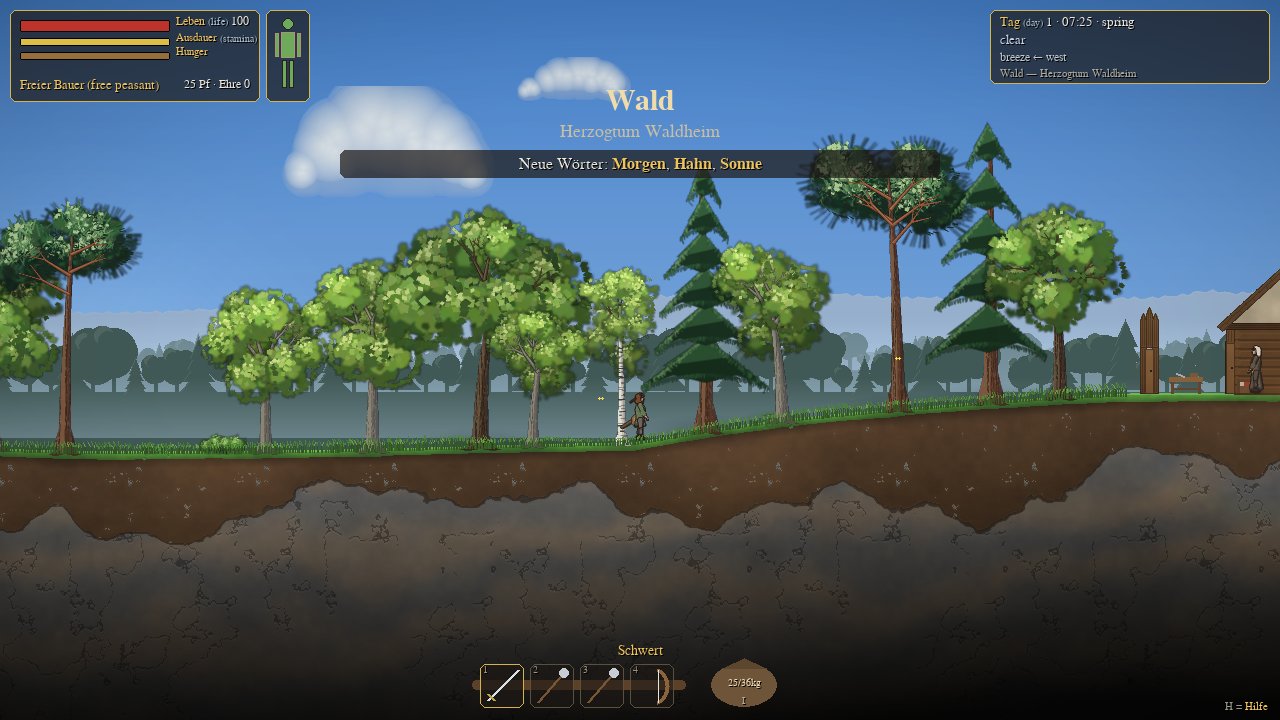 Leben (life) 100
Ausdauer (stamina)
Hunger
Freier Bauer (free peasant) 25 Pf · Ehre 0
Tag (day) 1 · 07:25 · spring
clear
breeze ← west
Wald — Herzogtum Waldheim
Wald
Herzogtum Waldheim
Neue Wörter: Morgen, Hahn, Sonne
Schwert
1 2 3 4
25/36kg
I
H = Hilfe